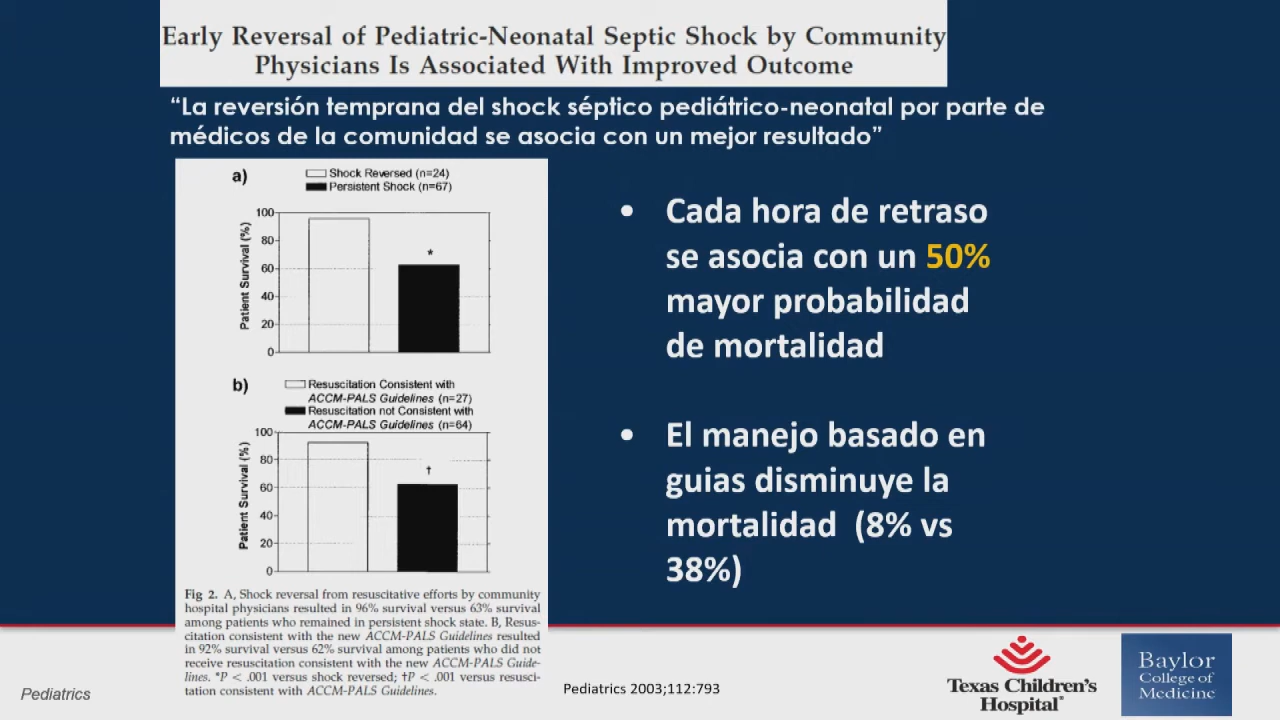 Early Reversal of Pediatric-Neonatal Septic Shock by Community
Physicians Is Associated With Improved Outcome
“La reversión temprana del shock séptico pediátrico-neonatal por parte de
médicos de la comunidad se asocia con un mejor resultado”
a)
Shock Reversed (n=24)
Persistent Shock (n=67)
Patient Survival (%)
100
80
60
40
20
0
*
b)
Resuscitation Consistent with
ACCM-PALS Guidelines (n=27)
Resuscitation not Consistent with
ACCM-PALS Guidelines (n=64)
Patient Survival (%)
100
80
60
40
20
0
†
Fig 2. A, Shock reversal from resuscitative efforts by community
hospital physicians resulted in 96% survival versus 63% survival
among patients who remained in persistent shock state. B, Resus-
citation consistent with the new ACCM-PALS Guidelines resulted
in 92% survival versus 62% survival among patients who did not
receive resuscitation consistent with the new ACCM-PALS Guide-
lines. *P < .001 versus shock reversed; †P < .001 versus resusci-
tation consistent with ACCM-PALS Guidelines.
• Cada hora de retraso
se asocia con un 50%
mayor probabilidad
de mortalidad
• El manejo basado en
guias disminuye la
mortalidad (8% vs
38%)
Pediatrics
Pediatrics 2003;112:793
Texas Children's
Hospital®
Baylor
College of
Medicine